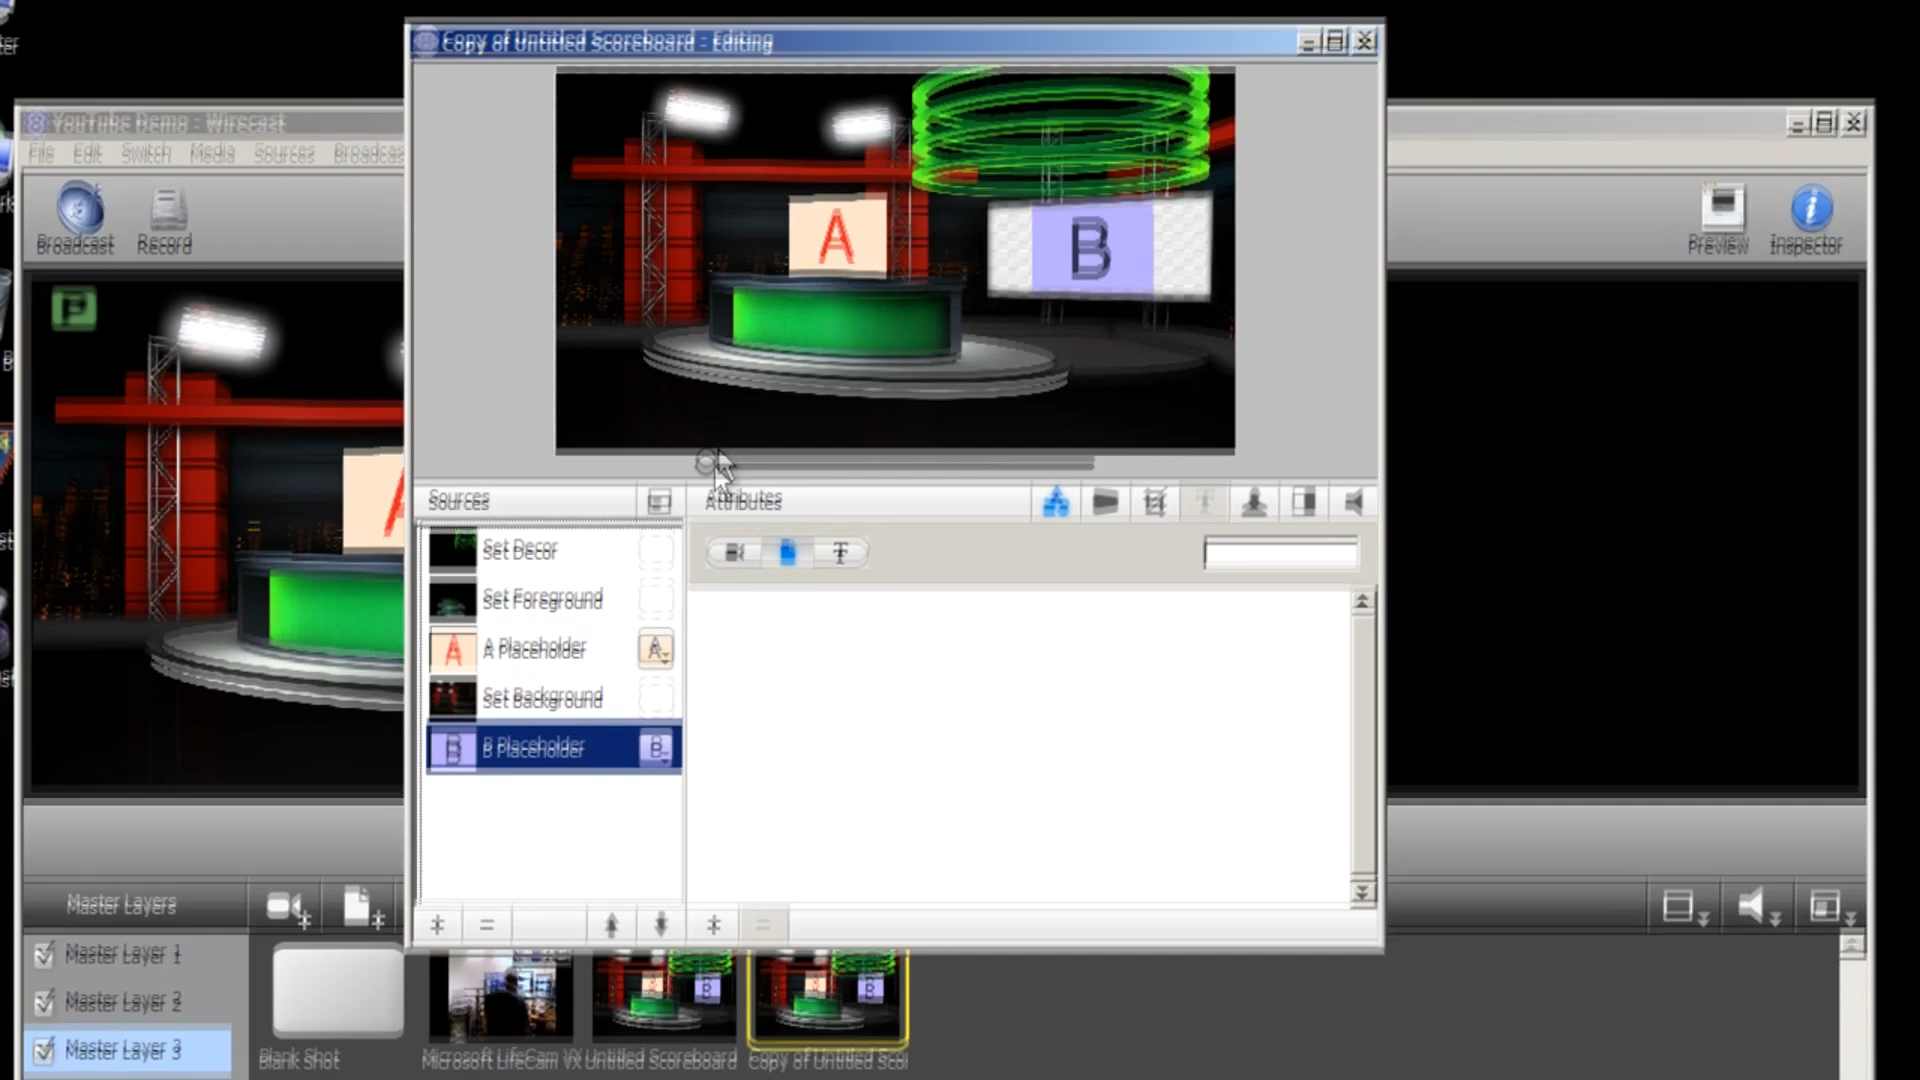 Copy of Untitled Scoreboard - Editing
YouTube Demo - Wirecast
File Edit Switch Media Sources Broadcas
Broadcast Record
Preview Inspector
P
A
B
A
Sources
Attributes
Set Decor
Set Foreground
A A Placeholder A
Set Background
B B Placeholder B
Master Layers
Master Layer 1
Master Layer 2
Master Layer 3
Blank Shot
Microsoft LifeCam VX
Untitled Scoreboard
Copy of Untitled Scor